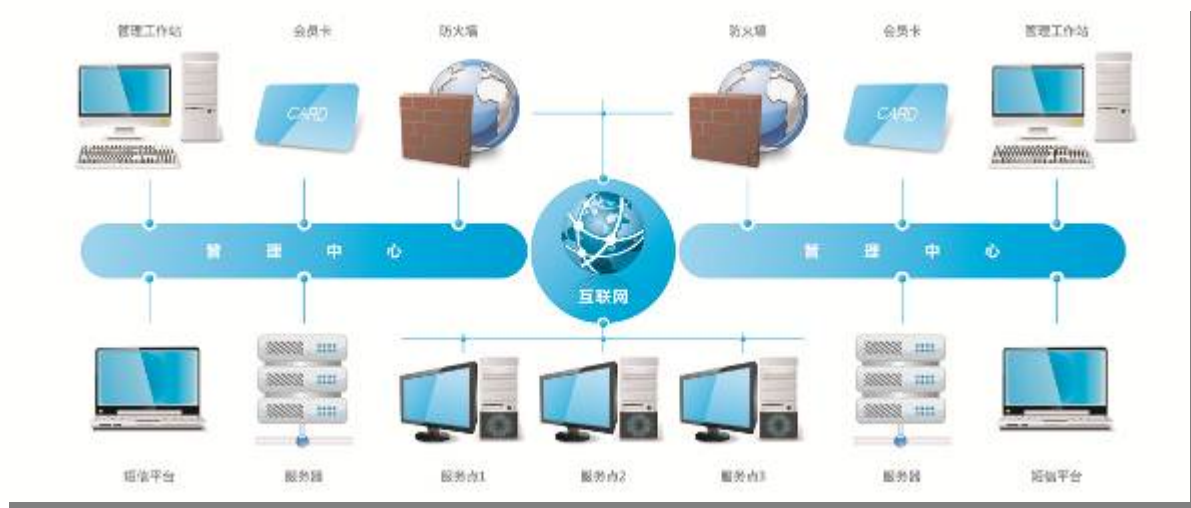 管理工作站 会员卡 防火墙 防火墙 会员卡 管理工作站
CARD CARD
管理中心 管理中心
互联网
短信平台 服务器 服务点1 服务点2 服务点3 服务器 短信平台